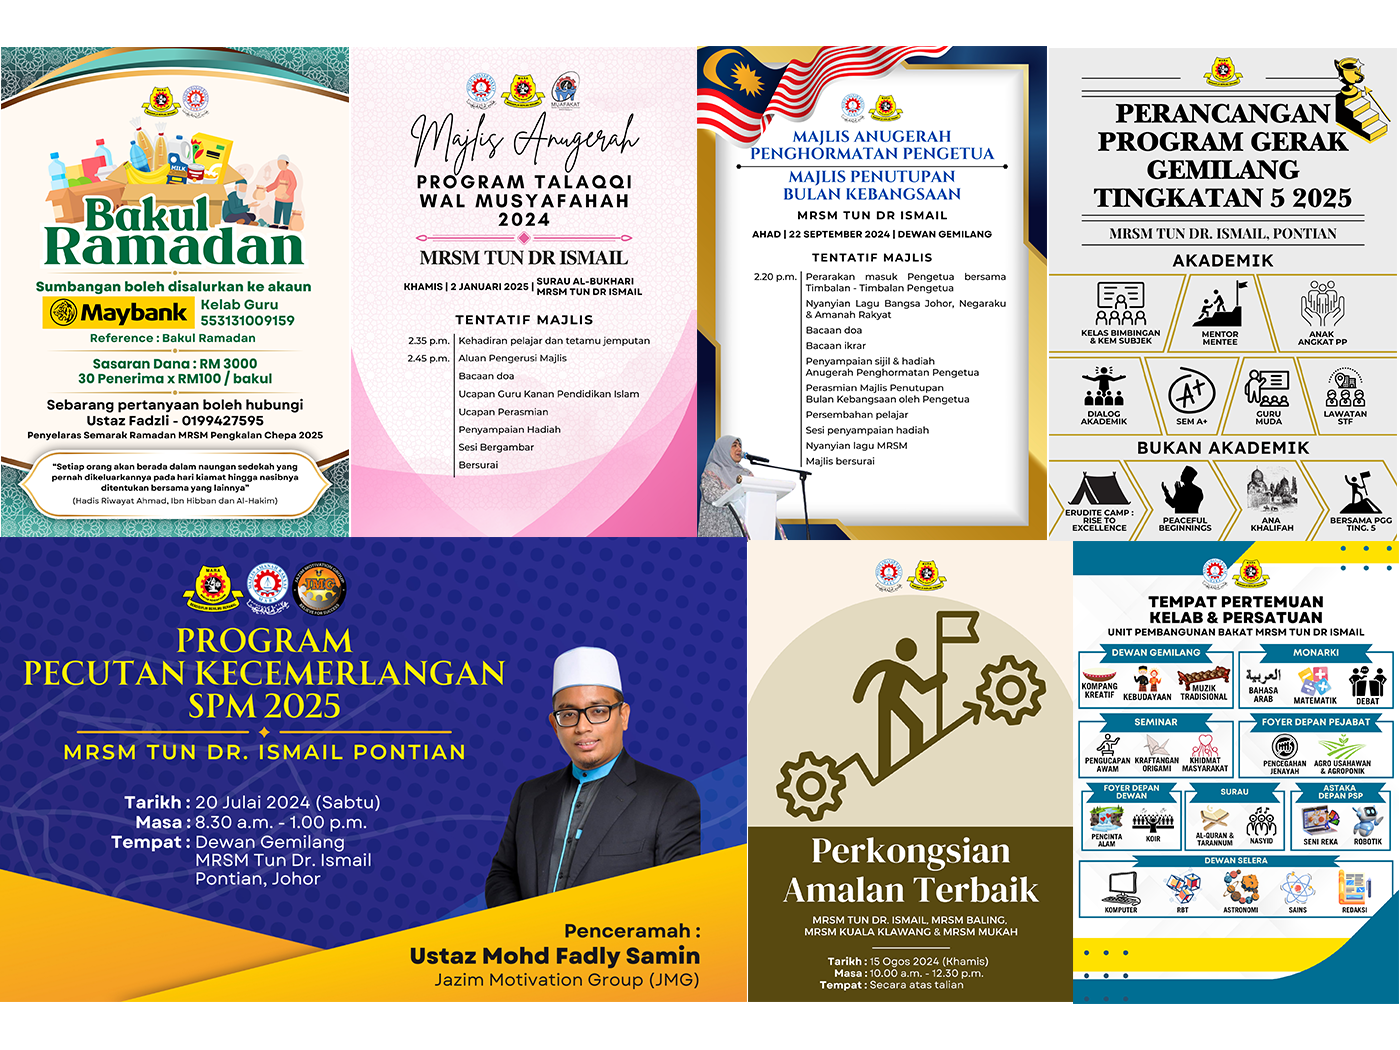 Bakul
Ramadan
Sumbangan boleh disalurkan ke akaun
Maybank
Kelab Guru
553131009159
Reference : Bakul Ramadan
Sasaran Dana : RM 3000
30 Penerima x RM100 / bakul
Sebarang pertanyaan boleh hubungi
Ustaz Fadzli - 0199427595
Penyelaras Semarak Ramadan MRSM Pengkalan Chepa 2025
"Setiap orang akan berada dalam naungan sedekah yang
pernah dikeluarkannya pada hari kiamat hingga nasibnya
ditentukan bersama yang lainnya"
(Hadis Riwayat Ahmad, Ibn Hibban dan Al-Hakim)
MUAFAKAT
Majlis Anugerah
PROGRAM TALAQQI
WAL MUSYAFAHAH
2024
MRSM TUN DR ISMAIL
KHAMIS | 2 JANUARI 2025 | SURAU AL-BUKHARI
MRSM TUN DR ISMAIL
TENTATIF MAJLIS
2.35 p.m. Kehadiran pelajar dan tetamu jemputan
2.45 p.m. Aluan Pengerusi Majlis
Bacaan doa
Ucapan Guru Kanan Pendidikan Islam
Ucapan Perasmian
Penyampaian Hadiah
Sesi Bergambar
Bersurai
MAJLIS ANUGERAH
PENGHORMATAN PENGETUA
MAJLIS PENUTUPAN
BULAN KEBANGSAAN
MRSM TUN DR ISMAIL
AHAD | 22 SEPTEMBER 2024 | DEWAN GEMILANG
TENTATIF MAJLIS
2.20 p.m. Perarakan masuk Pengetua bersama
Timbalan - Timbalan Pengetua
Nyanyian Lagu Bangsa Johor, Negaraku
& Amanah Rakyat
Bacaan doa
Bacaan ikrar
Penyampaian sijil & hadiah
Anugerah Penghormatan Pengetua
Perasmian Majlis Penutupan
Bulan Kebangsaan oleh Pengetua
Persembahan pelajar
Sesi penyampaian hadiah
Nyanyian lagu MRSM
Majlis bersurai
PERANCANGAN
PROGRAM GERAK
GEMILANG
TINGKATAN 5 2025
MRSM TUN DR. ISMAIL, PONTIAN
AKADEMIK
KELAS BIMBINGAN
& KEM SUBJEK
MENTOR
MENTEE
ANAK
ANGKAT PP
DIALOG
AKADEMIK
A+
SEM A+
GURU
MUDA
LAWATAN
STF
BUKAN AKADEMIK
ERUDITE CAMP :
RISE TO
EXCELLENCE
PEACEFUL
BEGINNINGS
ANA
KHALIFAH
BERSAMA PGG
TING. 5
MARA
JMG
PROGRAM
PECUTAN KECEMERLANGAN
SPM 2025
MRSM TUN DR. ISMAIL PONTIAN
Tarikh : 20 Julai 2024 (Sabtu)
Masa : 8.30 a.m. - 1.00 p.m.
Tempat : Dewan Gemilang
MRSM Tun Dr. Ismail
Pontian, Johor
Penceramah :
Ustaz Mohd Fadly Samin
Jazim Motivation Group (JMG)
Perkongsian
Amalan Terbaik
MRSM TUN DR. ISMAIL, MRSM BALING,
MRSM KUALA KLAWANG & MRSM MUKAH
Tarikh : 15 Ogos 2024 (Khamis)
Masa : 10.00 a.m. - 12.30 p.m.
Tempat : Secara atas talian
TEMPAT PERTEMUAN
KELAB & PERSATUAN
UNIT PEMBANGUNAN BAKAT MRSM TUN DR ISMAIL
DEWAN GEMILANG
KOMPANG
KREATIF
KEBUDAYAAN
MUZIK
TRADISIONAL
MONARKI
العربية
BAHASA
ARAB
MATEMATIK
DEBAT
SEMINAR
PENGUCAPAN
AWAM
KRAFTANGAN
ORIGAMI
KHIDMAT
MASYARAKAT
FOYER DEPAN PEJABAT
PENCEGAHAN
JENAYAH
AGRO USAHAWAN
& AGROPONIK
FOYER DEPAN
DEWAN
PENCINTA
ALAM
KOIR
SURAU
AL-QURAN &
TARANNUM
NASYID
ASTAKA
DEPAN PSP
SENI REKA
ROBOTIK
DEWAN SELERA
KOMPUTER
RBT
ASTRONOMI
SAINS
REDAKSI